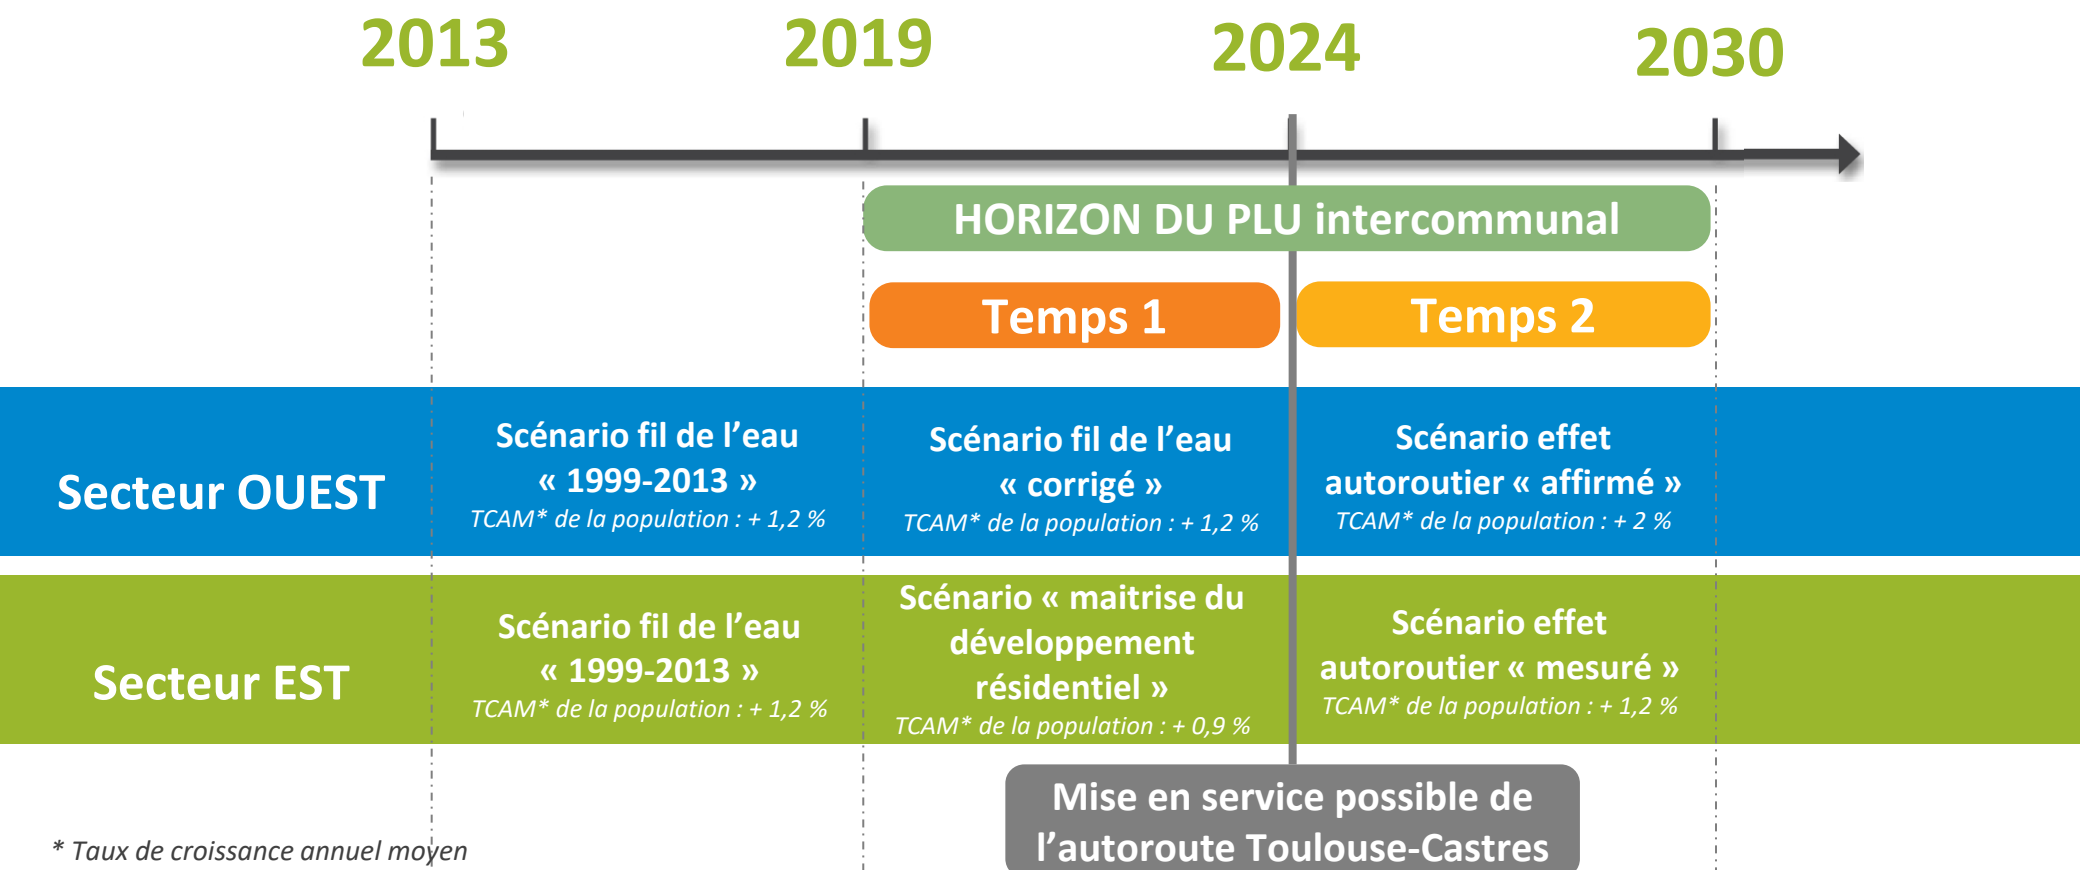 2013
2019
2024
2030
HORIZON DU PLU intercommunal
Temps 1
Temps 2
Secteur OUEST
Scénario fil de l’eau
« 1999-2013 »
TCAM* de la population : + 1,2 %
Scénario fil de l’eau
« corrigé »
TCAM* de la population : + 1,2 %
Scénario effet
autoroutier « affirmé »
TCAM* de la population : + 2 %
Secteur EST
Scénario fil de l’eau
« 1999-2013 »
TCAM* de la population : + 1,2 %
Scénario « maitrise du
développement
résidentiel »
TCAM* de la population : + 0,9 %
Scénario effet
autoroutier « mesuré »
TCAM* de la population : + 1,2 %
Mise en service possible de
l’autoroute Toulouse-Castres
* Taux de croissance annuel moyen